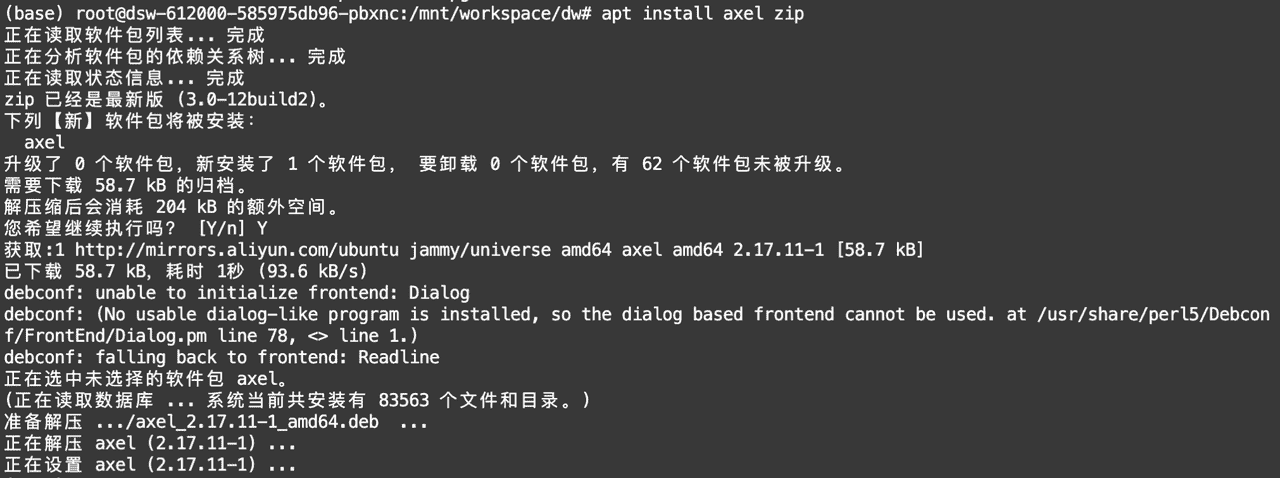 (base) root@dsw-612000-585975db96-pbxnc:/mnt/workspace/dw# apt install axel zip
正在读取软件包列表... 完成
正在分析软件包的依赖关系树... 完成
正在读取状态信息... 完成
zip 已经是最新版 (3.0-12build2)。
下列【新】软件包将被安装：
  axel
升级了 0 个软件包，新安装了 1 个软件包， 要卸载 0 个软件包，有 62 个软件包未被升级。
需要下载 58.7 kB 的归档。
解压缩后会消耗 204 kB 的额外空间。
您希望继续执行吗？ [Y/n] Y
获取:1 http://mirrors.aliyun.com/ubuntu jammy/universe amd64 axel amd64 2.17.11-1 [58.7 kB]
已下载 58.7 kB，耗时 1秒 (93.6 kB/s)
debconf: unable to initialize frontend: Dialog
debconf: (No usable dialog-like program is installed, so the dialog based frontend cannot be used. at /usr/share/perl5/Debcon
f/FrontEnd/Dialog.pm line 78, <> line 1.)
debconf: falling back to frontend: Readline
正在选中未选择的软件包 axel。
(正在读取数据库 ... 系统当前共安装有 83563 个文件和目录。)
准备解压 .../axel_2.17.11-1_amd64.deb  ...
正在解压 axel (2.17.11-1) ...
正在设置 axel (2.17.11-1) ...